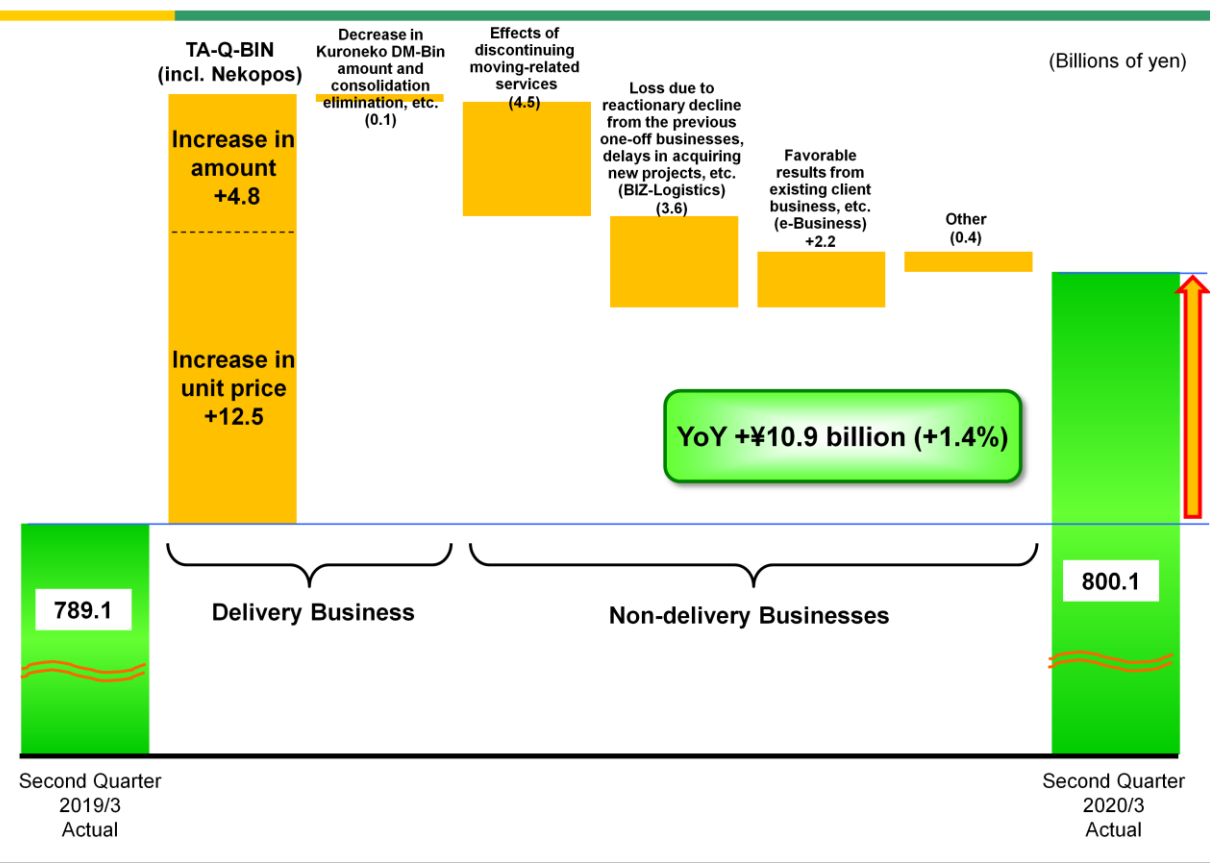 TA-Q-BIN
(incl. Nekopos)
Increase in
amount
+4.8
Increase in
unit price
+12.5
Decrease in
Kuroneko DM-Bin
amount and
consolidation
elimination, etc.
(0.1)
Effects of
discontinuing
moving-related
services
(4.5)
Loss due to
reactionary decline
from the previous
one-off businesses,
delays in acquiring
new projects, etc.
(BIZ-Logistics)
(3.6)
Favorable
results from
existing client
business, etc.
(e-Business)
+2.2
Other
(0.4)
(Billions of yen)
YoY +¥10.9 billion (+1.4%)
789.1
Delivery Business
Non-delivery Businesses
800.1
Second Quarter
2019/3
Actual
Second Quarter
2020/3
Actual